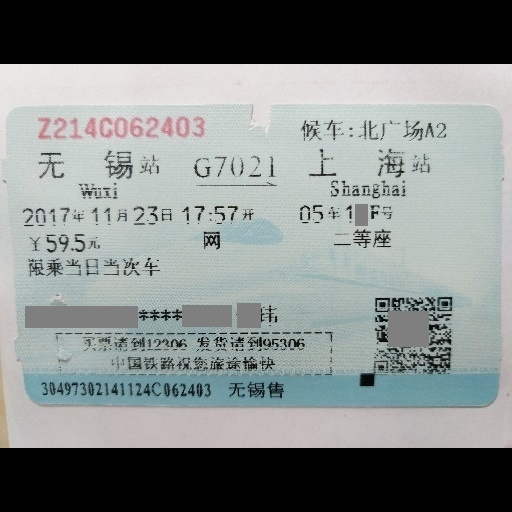 Z214C062403
候车:北广场A2
无锡站 G7021 上海站
Wuxi Shanghai
2017年11月23日17:57开 05车1 F号
￥59.5元 网 二等座
限乘当日当次车
**** 玮
买票请到12306 发货请到95306
中国铁路祝您旅途愉快
30497302141124C062403 无锡售